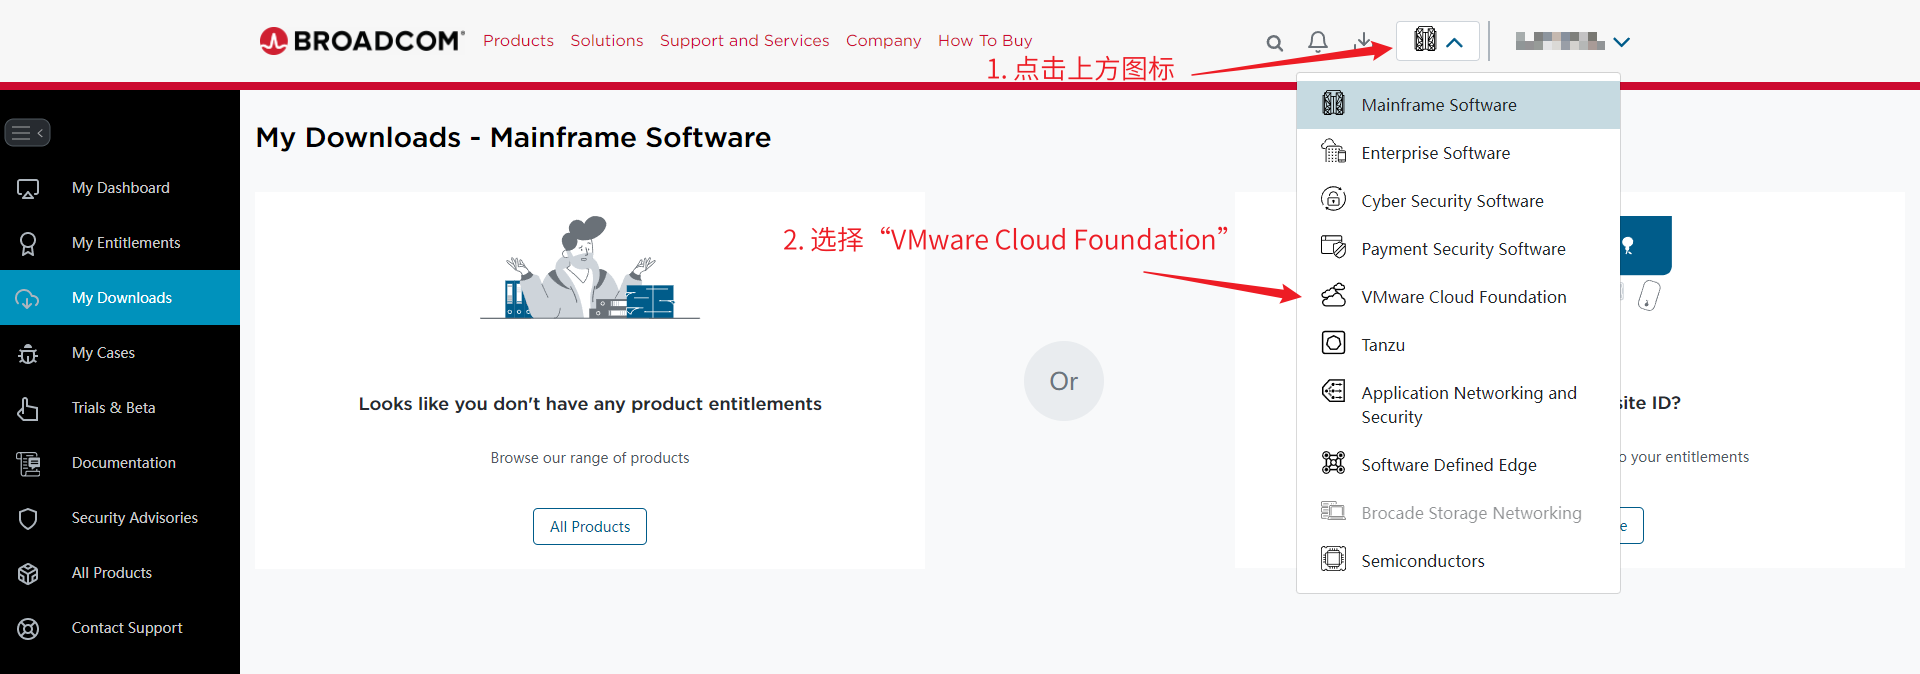 BROADCOM®
Products Solutions Support and Services Company How To Buy
1. 点击上方图标
My Dashboard
My Entitlements
My Downloads
My Cases
Trials & Beta
Documentation
Security Advisories
All Products
Contact Support
My Downloads - Mainframe Software
Looks like you don't have any product entitlements
Browse our range of products
All Products
Or
2. 选择“VMware Cloud Foundation”
Mainframe Software
Enterprise Software
Cyber Security Software
Payment Security Software
VMware Cloud Foundation
Tanzu
Application Networking and
Security
Software Defined Edge
Brocade Storage Networking
Semiconductors
site ID?
o your entitlements
e